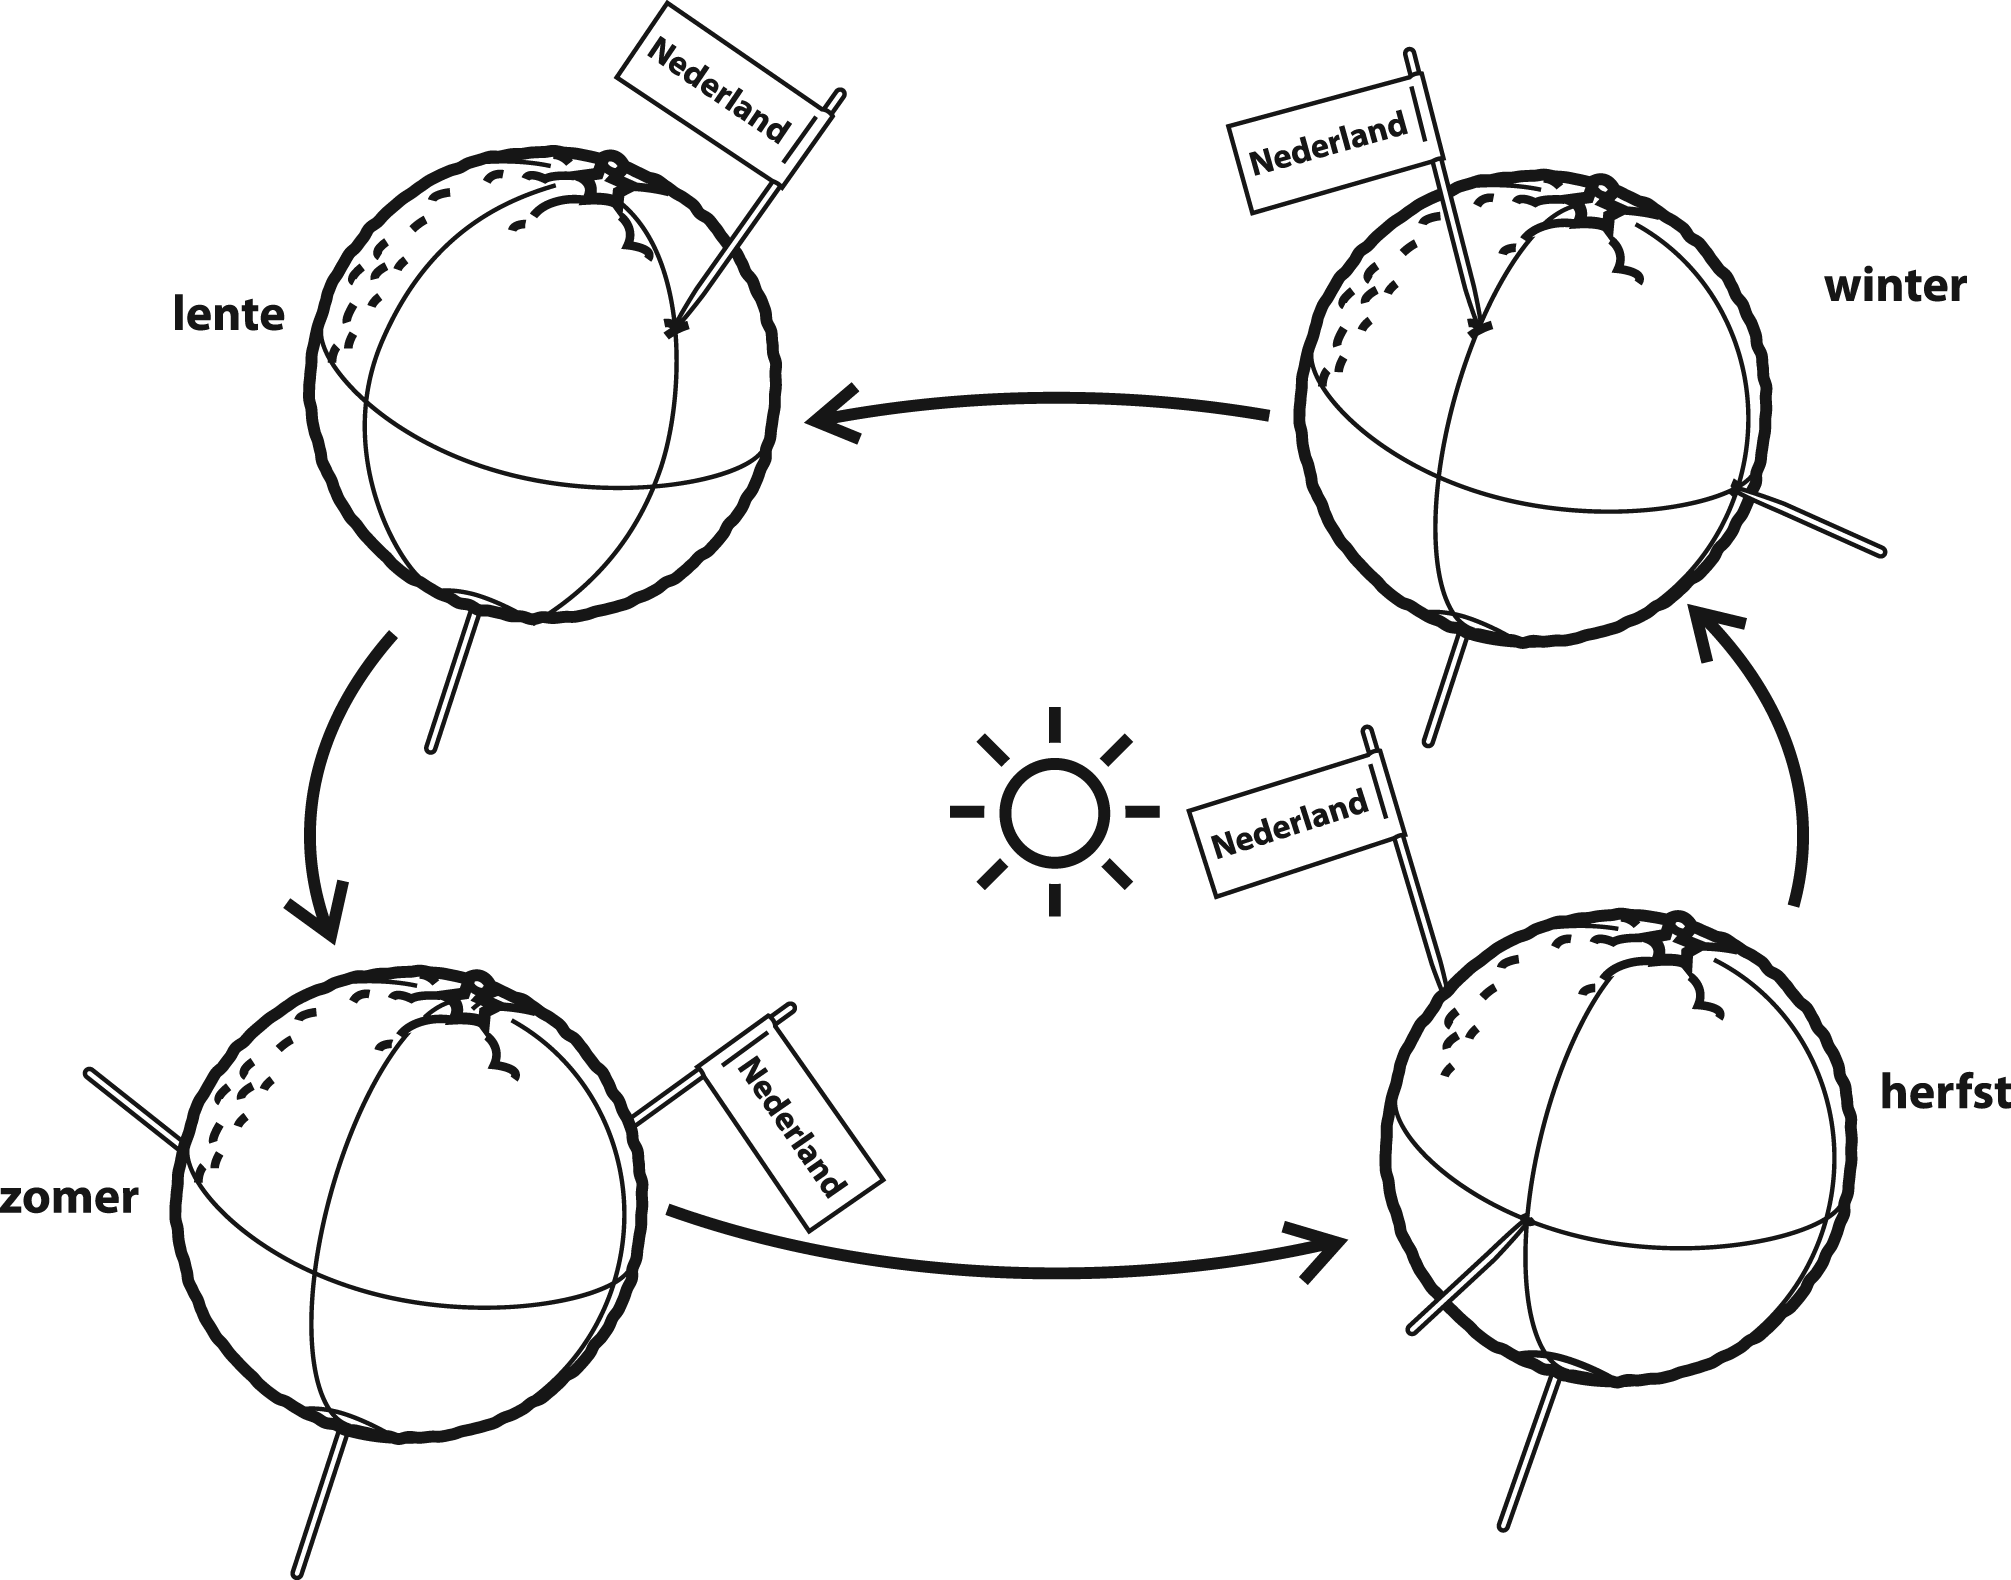 Nederland
Nederland
lente
winter
Nederland
Nederland
zomer
herfst